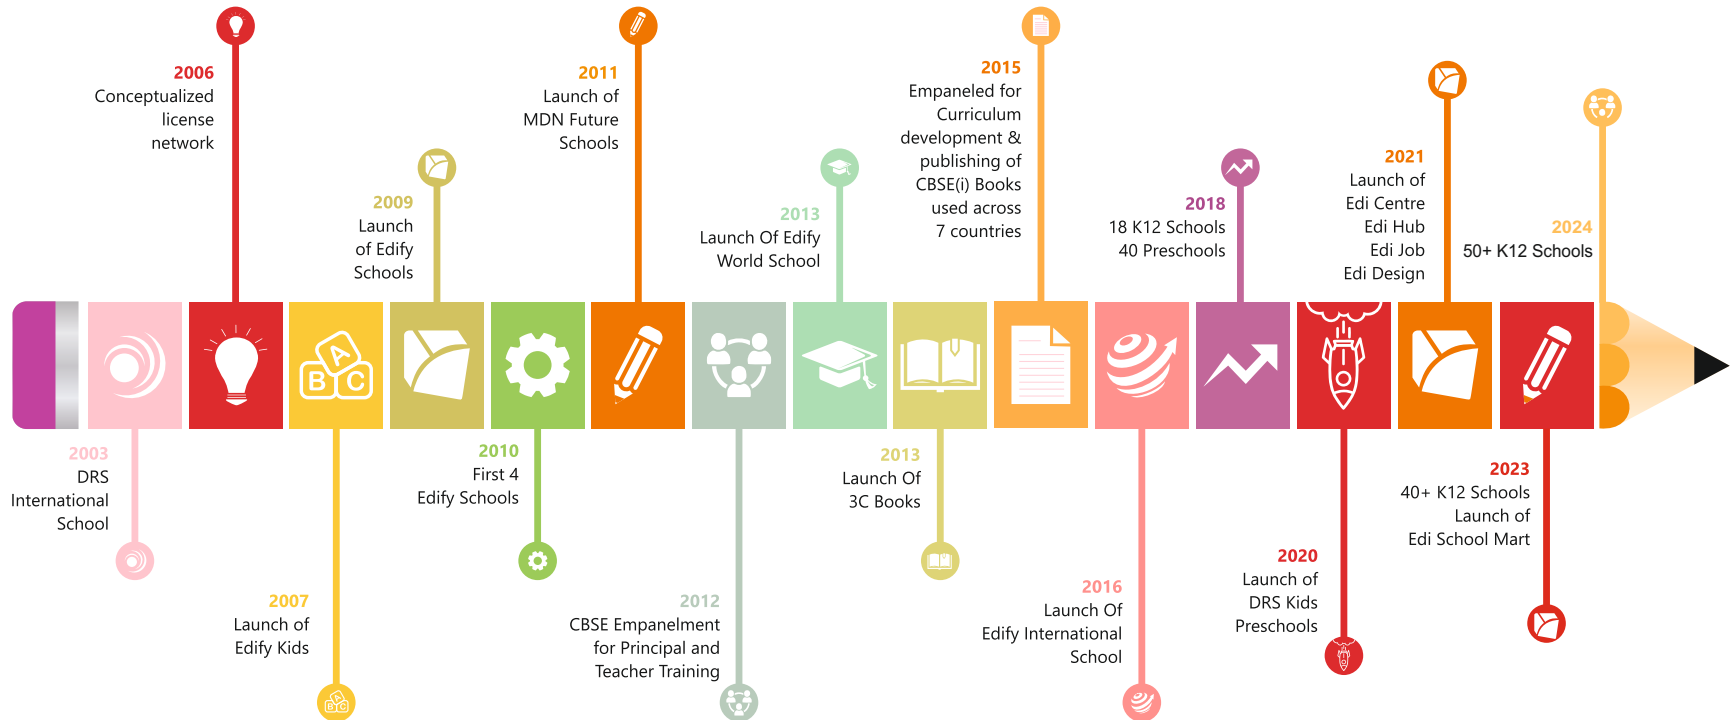 2003
DRS
International
School
2006
Conceptualized
license
network
2007
Launch of
Edify Kids
2009
Launch
of Edify
Schools
2010
First 4
Edify Schools
2011
Launch of
MDN Future
Schools
2012
CBSE Empanelment
for Principal and
Teacher Training
2013
Launch Of Edify
World School
2013
Launch Of
3C Books
2015
Empaneled for
Curriculum
development &
publishing of
CBSE(i) Books
used across
7 countries
2016
Launch Of
Edify International
School
2018
18 K12 Schools
40 Preschools
2020
Launch of
DRS Kids
Preschools
2021
Launch of
Edi Centre
Edi Hub
Edi Job
Edi Design
2023
40+ K12 Schools
Launch of
Edi School Mart
2024
50+ K12 Schools
A
B C
A
B C